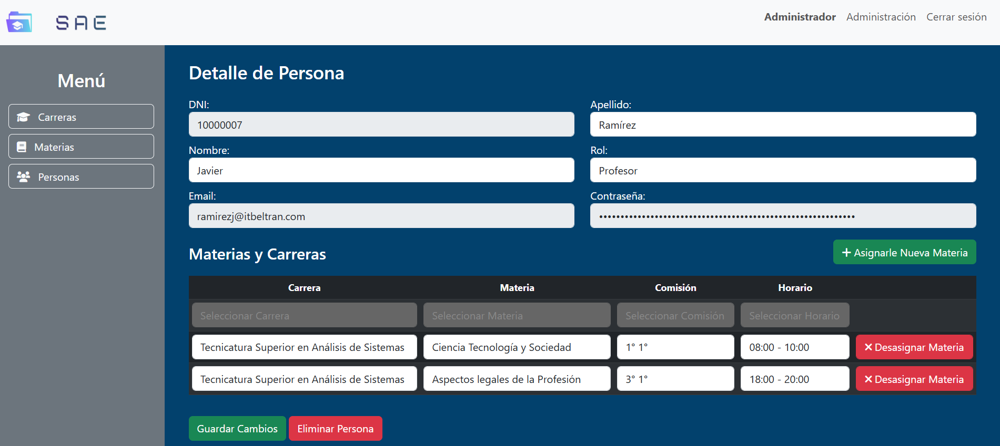 SAE
Administrador Administración Cerrar sesión
Menú
Carreras
Materias
Personas
Detalle de Persona
DNI:
10000007
Apellido:
Ramírez
Nombre:
Javier
Rol:
Profesor
Email:
ramirezj@itbeltran.com
Contraseña:
••••••••••••••••••••••••••••••••••••••••••••••••••••••••••••
Materias y Carreras
Asignarle Nueva Materia
Carrera Materia Comisión Horario
Seleccionar Carrera Seleccionar Materia Seleccionar Comisión Seleccionar Horario
Tecnicatura Superior en Análisis de Sistemas Ciencia Tecnología y Sociedad 1° 1° 08:00 - 10:00 Desasignar Materia
Tecnicatura Superior en Análisis de Sistemas Aspectos legales de la Profesión 3° 1° 18:00 - 20:00 Desasignar Materia
Guardar Cambios Eliminar Persona